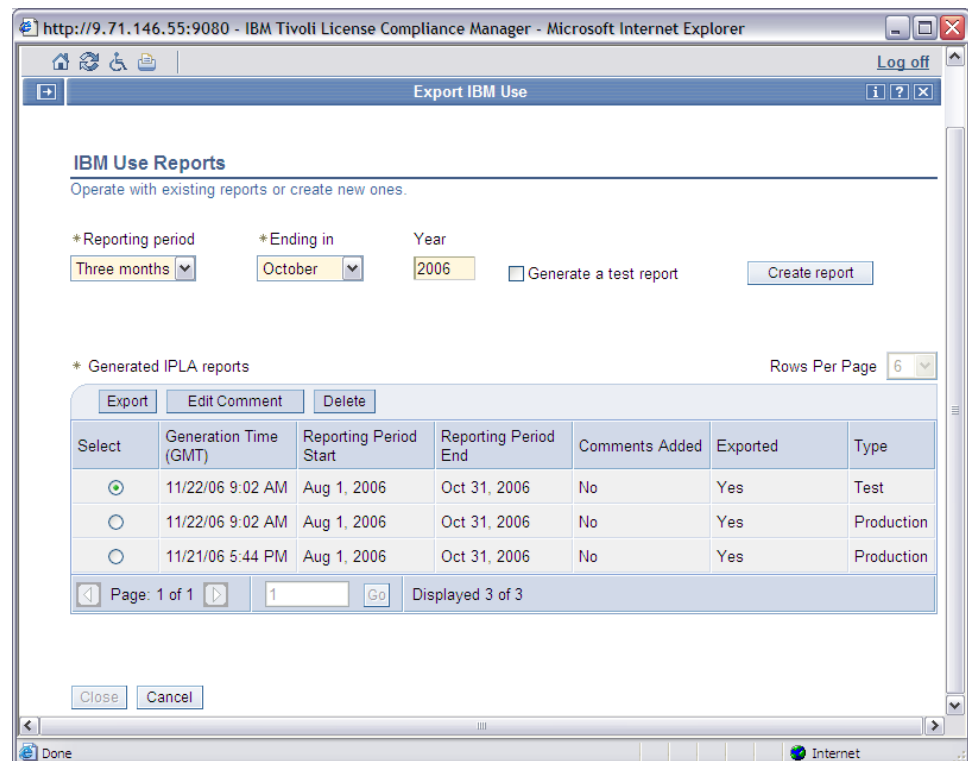 http://9.71.146.55:9080 - IBM Tivoli License Compliance Manager - Microsoft Internet Explorer
Log off
Export IBM Use
i ? x
IBM Use Reports
Operate with existing reports or create new ones.
*Reporting period *Ending in Year
Three months October 2006 Generate a test report Create report
* Generated IPLA reports Rows Per Page 6
Export Edit Comment Delete
Select Generation Time (GMT) Reporting Period Start Reporting Period End Comments Added Exported Type
11/22/06 9:02 AM Aug 1, 2006 Oct 31, 2006 No Yes Test
11/22/06 9:02 AM Aug 1, 2006 Oct 31, 2006 No Yes Production
11/21/06 5:44 PM Aug 1, 2006 Oct 31, 2006 No Yes Production
Page: 1 of 1 1 Go Displayed 3 of 3
Close Cancel
Done Internet